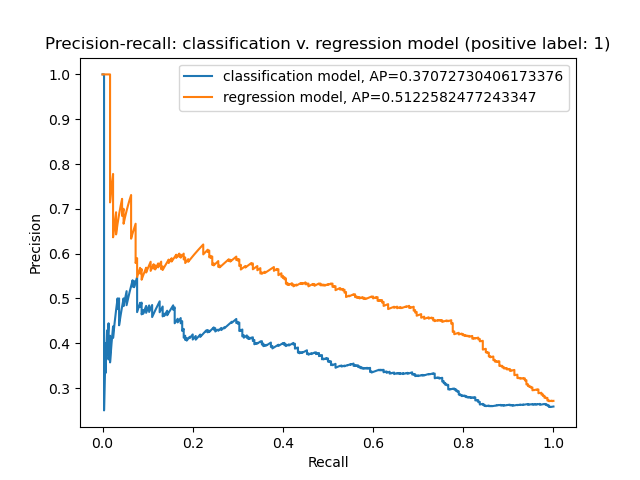 Precision-recall: classification v. regression model (positive label: 1)
classification model, AP=0.37072730406173376
regression model, AP=0.5122582477243347
1.0
0.9
0.8
0.7
0.6
0.5
0.4
0.3
Precision
0.0 0.2 0.4 0.6 0.8 1.0
Recall